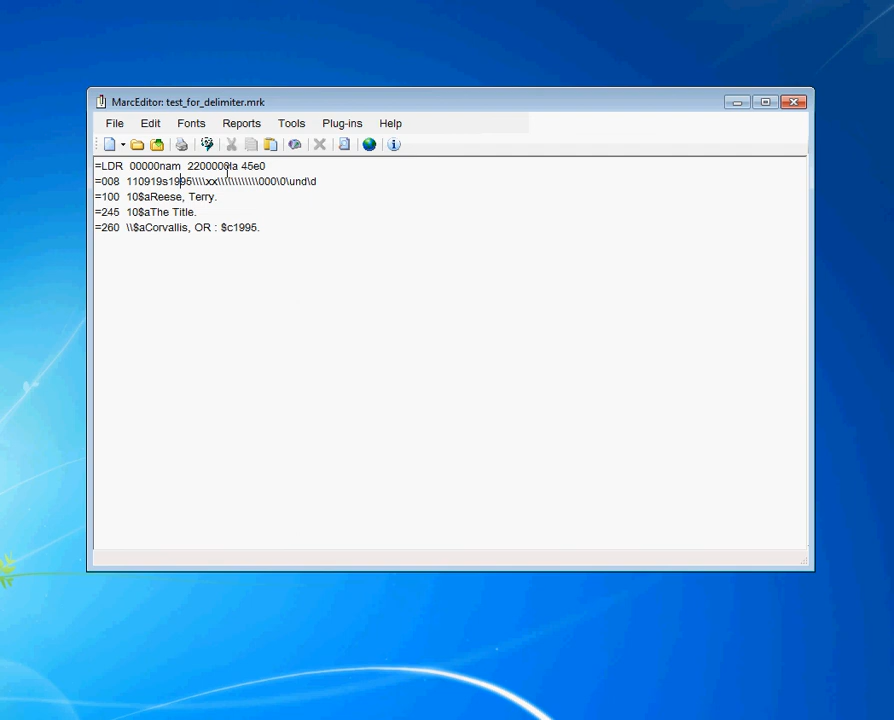 MarcEditor: test_for_delimiter.mrk
File Edit Fonts Reports Tools Plug-ins Help
=LDR  00000nam  2200000Ia 45e0
=008  110919s1995\\\\xx\\\\\\\\\\\\000\0\und\d
=100  10$aReese, Terry.
=245  10$aThe Title.
=260  \\$aCorvallis, OR : $c1995.